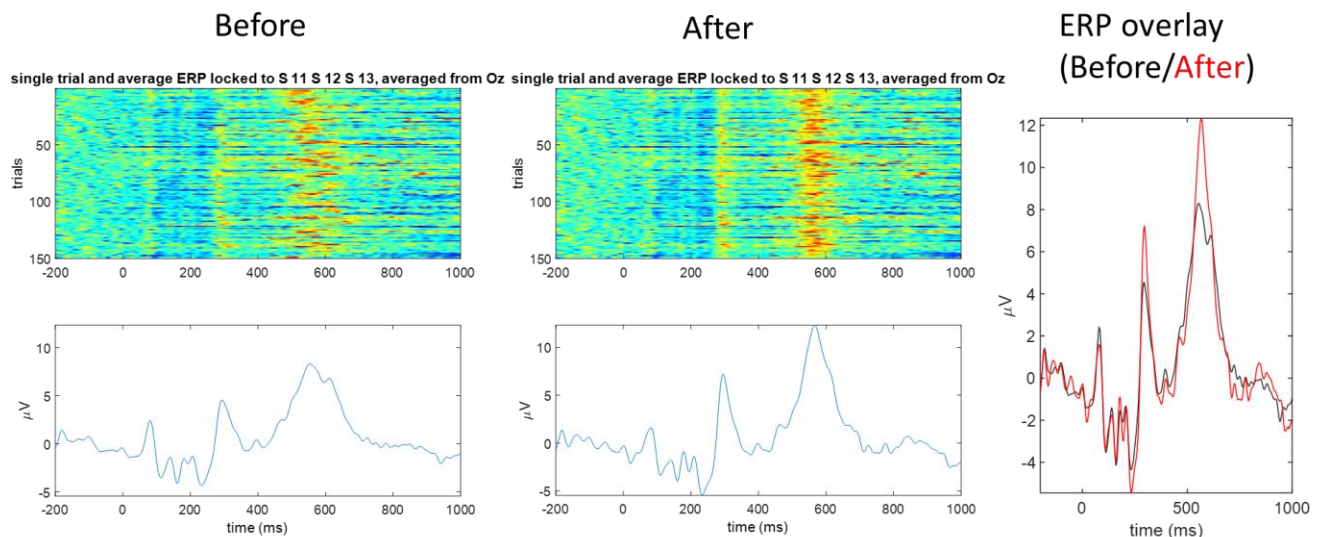 Before
single trial and average ERP locked to S 11 S 12 S 13, averaged from Oz
trials
50
100
150
-200 0 200 400 600 800 1000
μV
10
5
0
-5
-200 0 200 400 600 800 1000
time (ms)
After
single trial and average ERP locked to S 11 S 12 S 13, averaged from Oz
trials
50
100
150
-200 0 200 400 600 800 1000
μV
10
5
0
-5
-200 0 200 400 600 800 1000
time (ms)
ERP overlay
(Before/After)
μV
12
10
8
6
4
2
0
-2
-4
0 500 1000
time (ms)